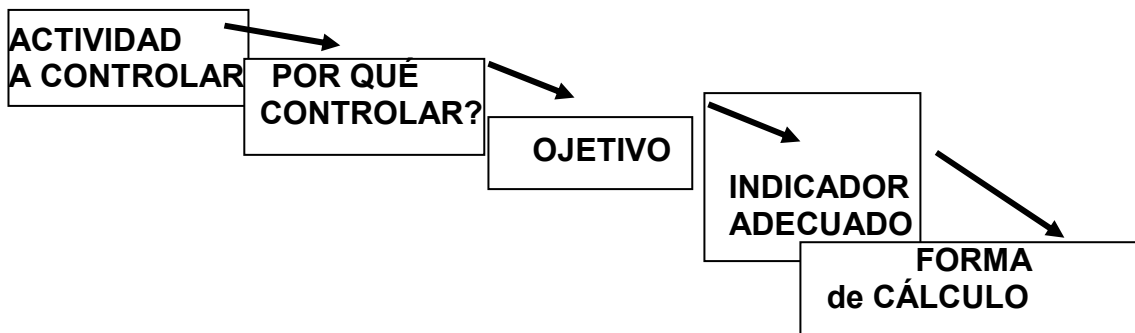 ACTIVIDAD
A CONTROLAR
POR QUÉ
CONTROLAR?
OJETIVO
INDICADOR
ADECUADO
FORMA
de CÁLCULO